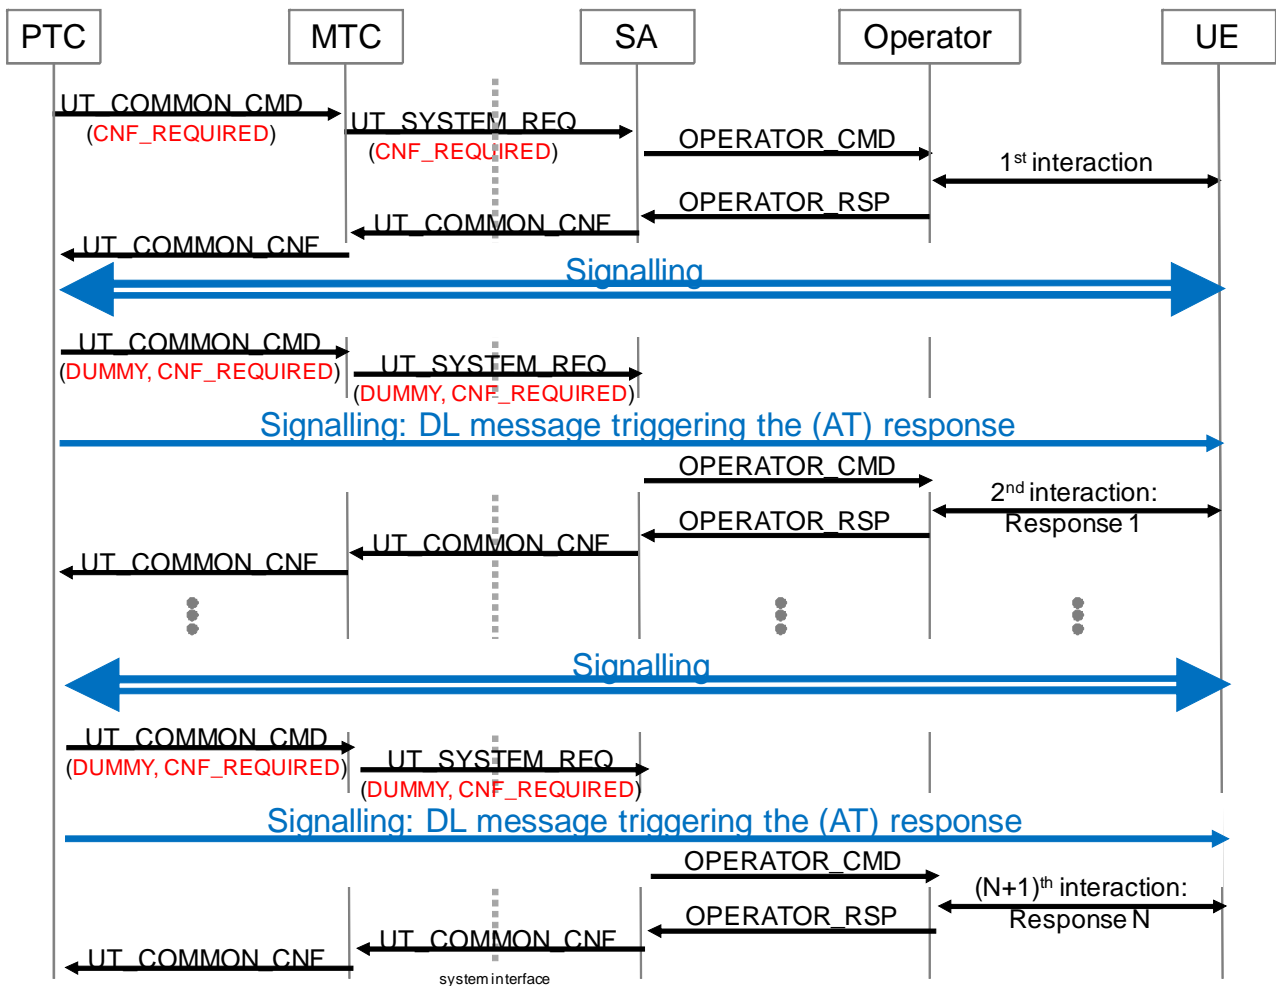 PTC MTC SA Operator UE
UT_COMMON_CMD
(CNF_REQUIRED)
UT_SYSTEM_REQ
(CNF_REQUIRED)
OPERATOR_CMD
1st interaction
OPERATOR_RSP
UT_COMMON_CNF
UT_COMMON_CNF
Signalling
UT_COMMON_CMD
(DUMMY, CNF_REQUIRED)
UT_SYSTEM_REQ
(DUMMY, CNF_REQUIRED)
Signalling: DL message triggering the (AT) response
OPERATOR_CMD
2nd interaction:
Response 1
OPERATOR_RSP
UT_COMMON_CNF
UT_COMMON_CNF
Signalling
UT_COMMON_CMD
(DUMMY, CNF_REQUIRED)
UT_SYSTEM_REQ
(DUMMY, CNF_REQUIRED)
Signalling: DL message triggering the (AT) response
OPERATOR_CMD
(N+1)th interaction:
Response N
OPERATOR_RSP
UT_COMMON_CNF
UT_COMMON_CNF
system interface